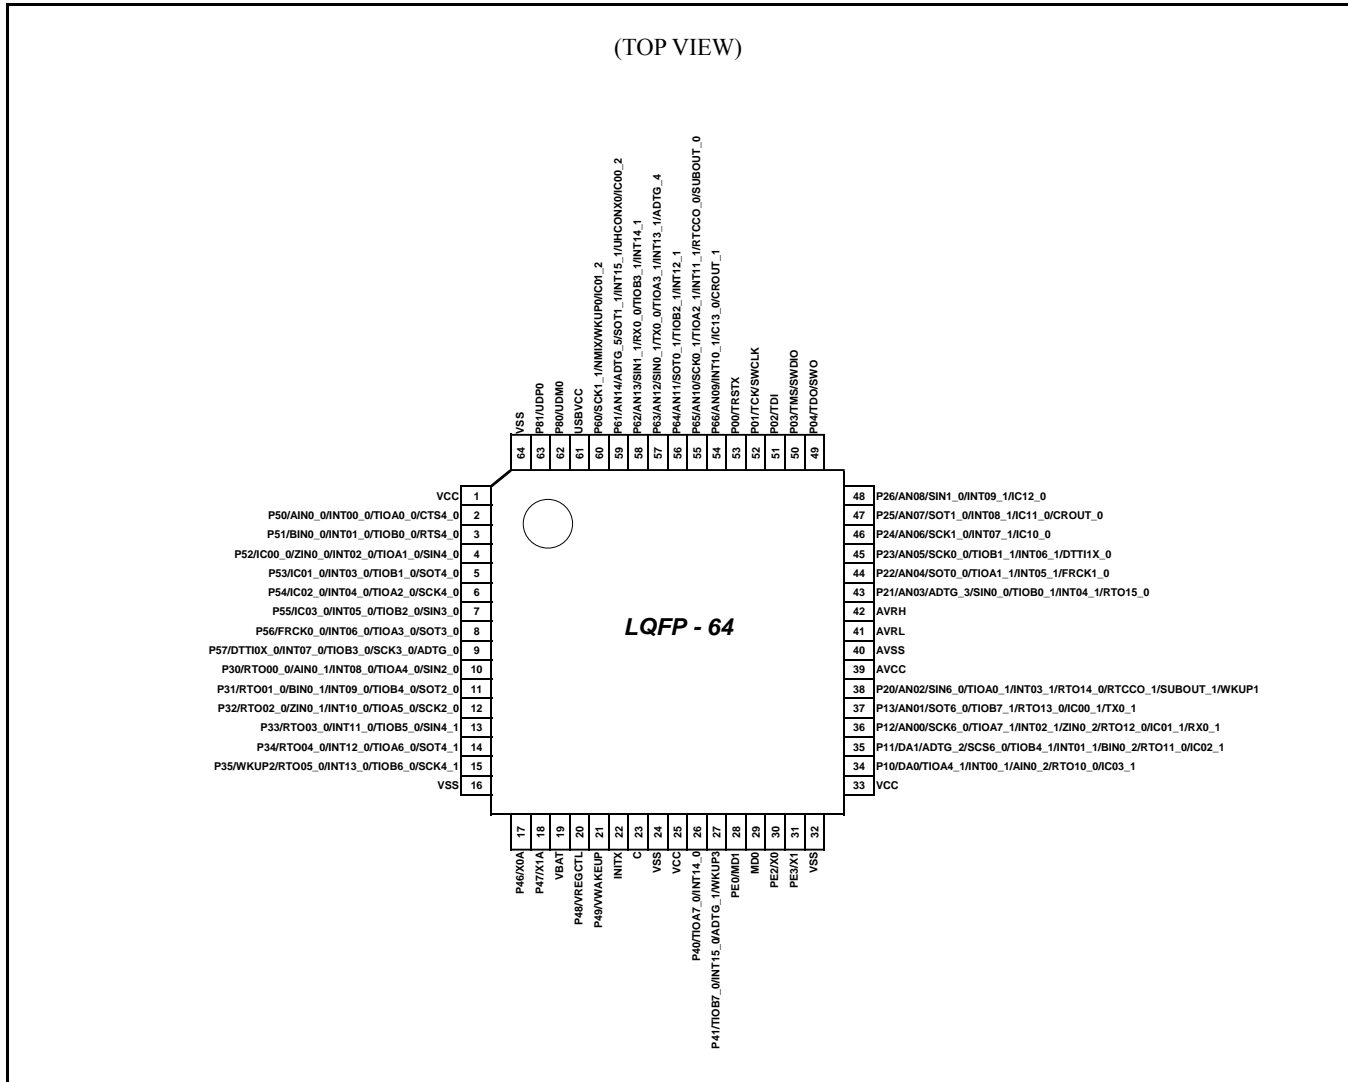 (TOP VIEW)
VSS
P81/UDP0
P80/UDM0
USBVCC
P60/SCK1_1/NMIX/WKUP0/IC01_2
P61/AN14/ADTG_5/SOT1_1/INT15_1/UHCONX0/IC00_2
P62/AN13/SIN1_1/RX0_0/TIOB3_1/INT14_1
P63/AN12/SIN0_1/TX0_0/TIOA3_1/INT13_1/ADTG_4
P64/AN11/SOT0_1/TIOB2_1/INT12_1
P65/AN10/SCK0_1/TIOA2_1/INT11_1/RTCCO_0/SUBOUT_0
P66/AN09/INT10_1/IC13_0/CROUT_1
P00/TRSTX
P01/TCK/SWCLK
P02/TDI
P03/TMS/SWDIO
P04/TDO/SWO
64 63 62 61 60 59 58 57 56 55 54 53 52 51 50 49
VCC 1
P50/AIN0_0/INT00_0/TIOA0_0/CTS4_0 2
P51/BIN0_0/INT01_0/TIOB0_0/RTS4_0 3
P52/IC00_0/ZIN0_0/INT02_0/TIOA1_0/SIN4_0 4
P53/IC01_0/INT03_0/TIOB1_0/SOT4_0 5
P54/IC02_0/INT04_0/TIOA2_0/SCK4_0 6
P55/IC03_0/INT05_0/TIOB2_0/SIN3_0 7
P56/FRCK0_0/INT06_0/TIOA3_0/SOT3_0 8
P57/DTTI0X_0/INT07_0/TIOB3_0/SCK3_0/ADTG_0 9
P30/RTO00_0/AIN0_1/INT08_0/TIOA4_0/SIN2_0 10
P31/RTO01_0/BIN0_1/INT09_0/TIOB4_0/SOT2_0 11
P32/RTO02_0/ZIN0_1/INT10_0/TIOA5_0/SCK2_0 12
P33/RTO03_0/INT11_0/TIOB5_0/SIN4_1 13
P34/RTO04_0/INT12_0/TIOA6_0/SOT4_1 14
P35/WKUP2/RTO05_0/INT13_0/TIOB6_0/SCK4_1 15
VSS 16
LQFP - 64
48 P26/AN08/SIN1_0/INT09_1/IC12_0
47 P25/AN07/SOT1_0/INT08_1/IC11_0/CROUT_0
46 P24/AN06/SCK1_0/INT07_1/IC10_0
45 P23/AN05/SCK0_0/TIOB1_1/INT06_1/DTTI1X_0
44 P22/AN04/SOT0_0/TIOA1_1/INT05_1/FRCK1_0
43 P21/AN03/ADTG_3/SIN0_0/TIOB0_1/INT04_1/RTO15_0
42 AVRH
41 AVRL
40 AVSS
39 AVCC
38 P20/AN02/SIN6_0/TIOA0_1/INT03_1/RTO14_0/RTCCO_1/SUBOUT_1/WKUP1
37 P13/AN01/SOT6_0/TIOB7_1/RTO13_0/IC00_1/TX0_1
36 P12/AN00/SCK6_0/TIOA7_1/INT02_1/ZIN0_2/RTO12_0/IC01_1/RX0_1
35 P11/DA1/ADTG_2/SCS6_0/TIOB4_1/INT01_1/BIN0_2/RTO11_0/IC02_1
34 P10/DA0/TIOA4_1/INT00_1/AIN0_2/RTO10_0/IC03_1
33 VCC
17 18 19 20 21 22 23 24 25 26 27 28 29 30 31 32
P46/X0A
P47/X1A
VBAT
P48/VREGCTL
P49/VWAKEUP
INITX
C
VSS
VCC
P40/TIOA7_0/INT14_0
P41/TIOB7_0/INT15_0/ADTG_1/WKUP3
PE0/MD1
MD0
PE2/X0
PE3/X1
VSS